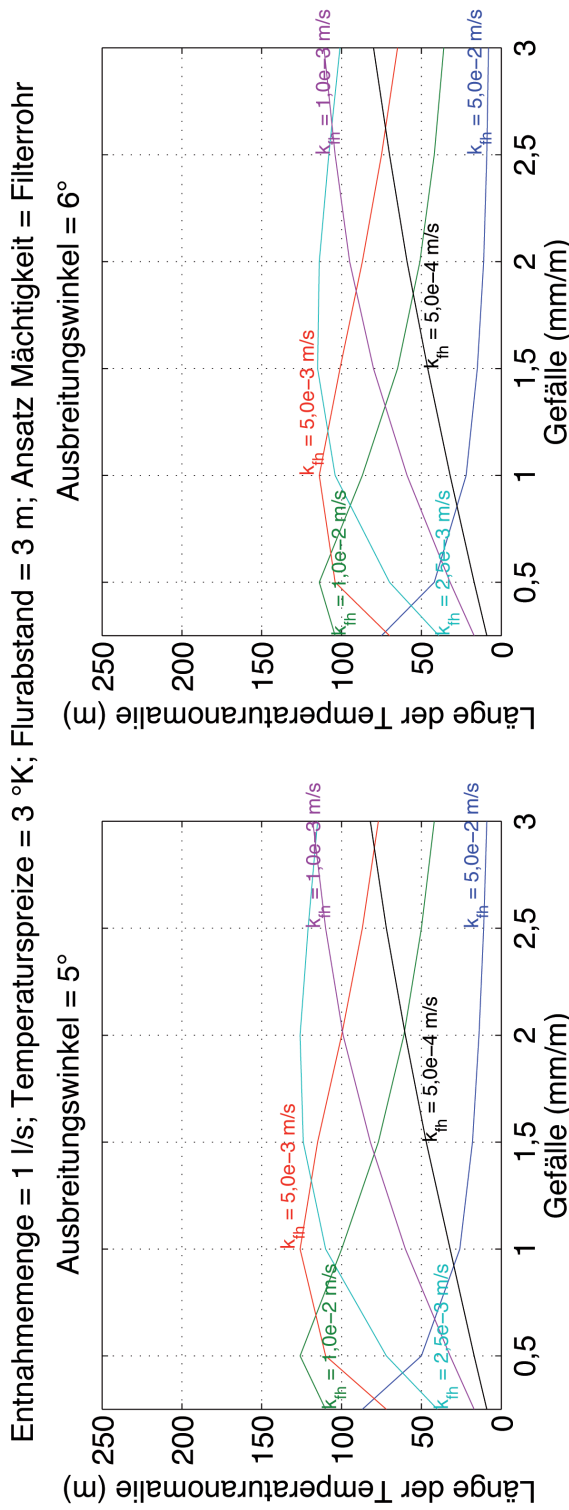 Entnahmemenge = 1 l/s; Temperaturspreize = 3 °K; Flurabstand = 3 m; Ansatz Mächtigkeit = Filterrohr
Ausbreitungswinkel = 5°
250
200
150
100
50
0
Länge der Temperaturanomalie (m)
0,5
1
1,5
2
2,5
3
Gefälle (mm/m)
kfh = 1,0e−2 m/s
kfh = 5,0e−3 m/s
kfh = 1,0e−3 m/s
kfh = 2,5e−3 m/s
kfh = 5,0e−4 m/s
kfh = 5,0e−2 m/s
Ausbreitungswinkel = 6°
250
200
150
100
50
0
Länge der Temperaturanomalie (m)
0,5
1
1,5
2
2,5
3
Gefälle (mm/m)
kfh = 1,0e−2 m/s
kfh = 5,0e−3 m/s
kfh = 1,0e−3 m/s
kfh = 2,5e−3 m/s
kfh = 5,0e−4 m/s
kfh = 5,0e−2 m/s